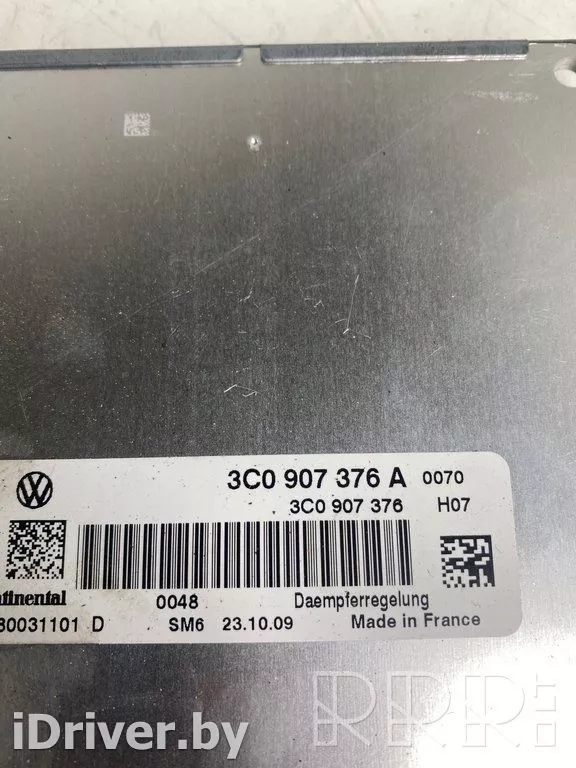 3C0 907 376 A 0070
3C0 907 376 H07
0048 Daempferregelung
30031101 D SM6 23.10.09 Made in France
iDriver.by
RRR